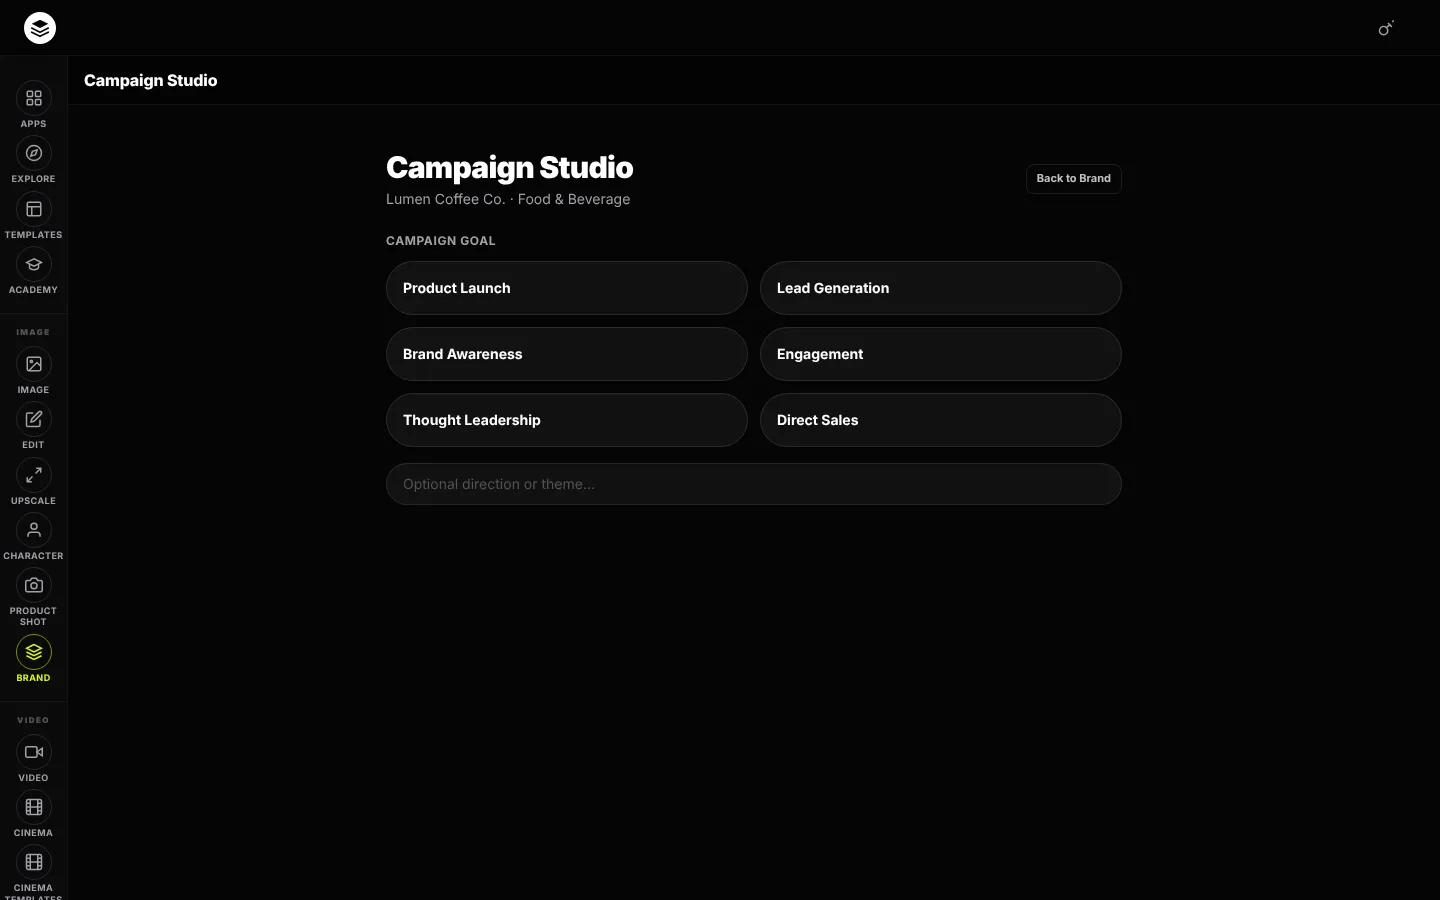 Campaign Studio
APPS
EXPLORE
TEMPLATES
ACADEMY
IMAGE
IMAGE
EDIT
UPSCALE
CHARACTER
PRODUCT
SHOT
BRAND
VIDEO
VIDEO
CINEMA
CINEMA
TEMPLATES
Campaign Studio
Lumen Coffee Co. · Food & Beverage
Back to Brand
CAMPAIGN GOAL
Product Launch
Lead Generation
Brand Awareness
Engagement
Thought Leadership
Direct Sales
Optional direction or theme...